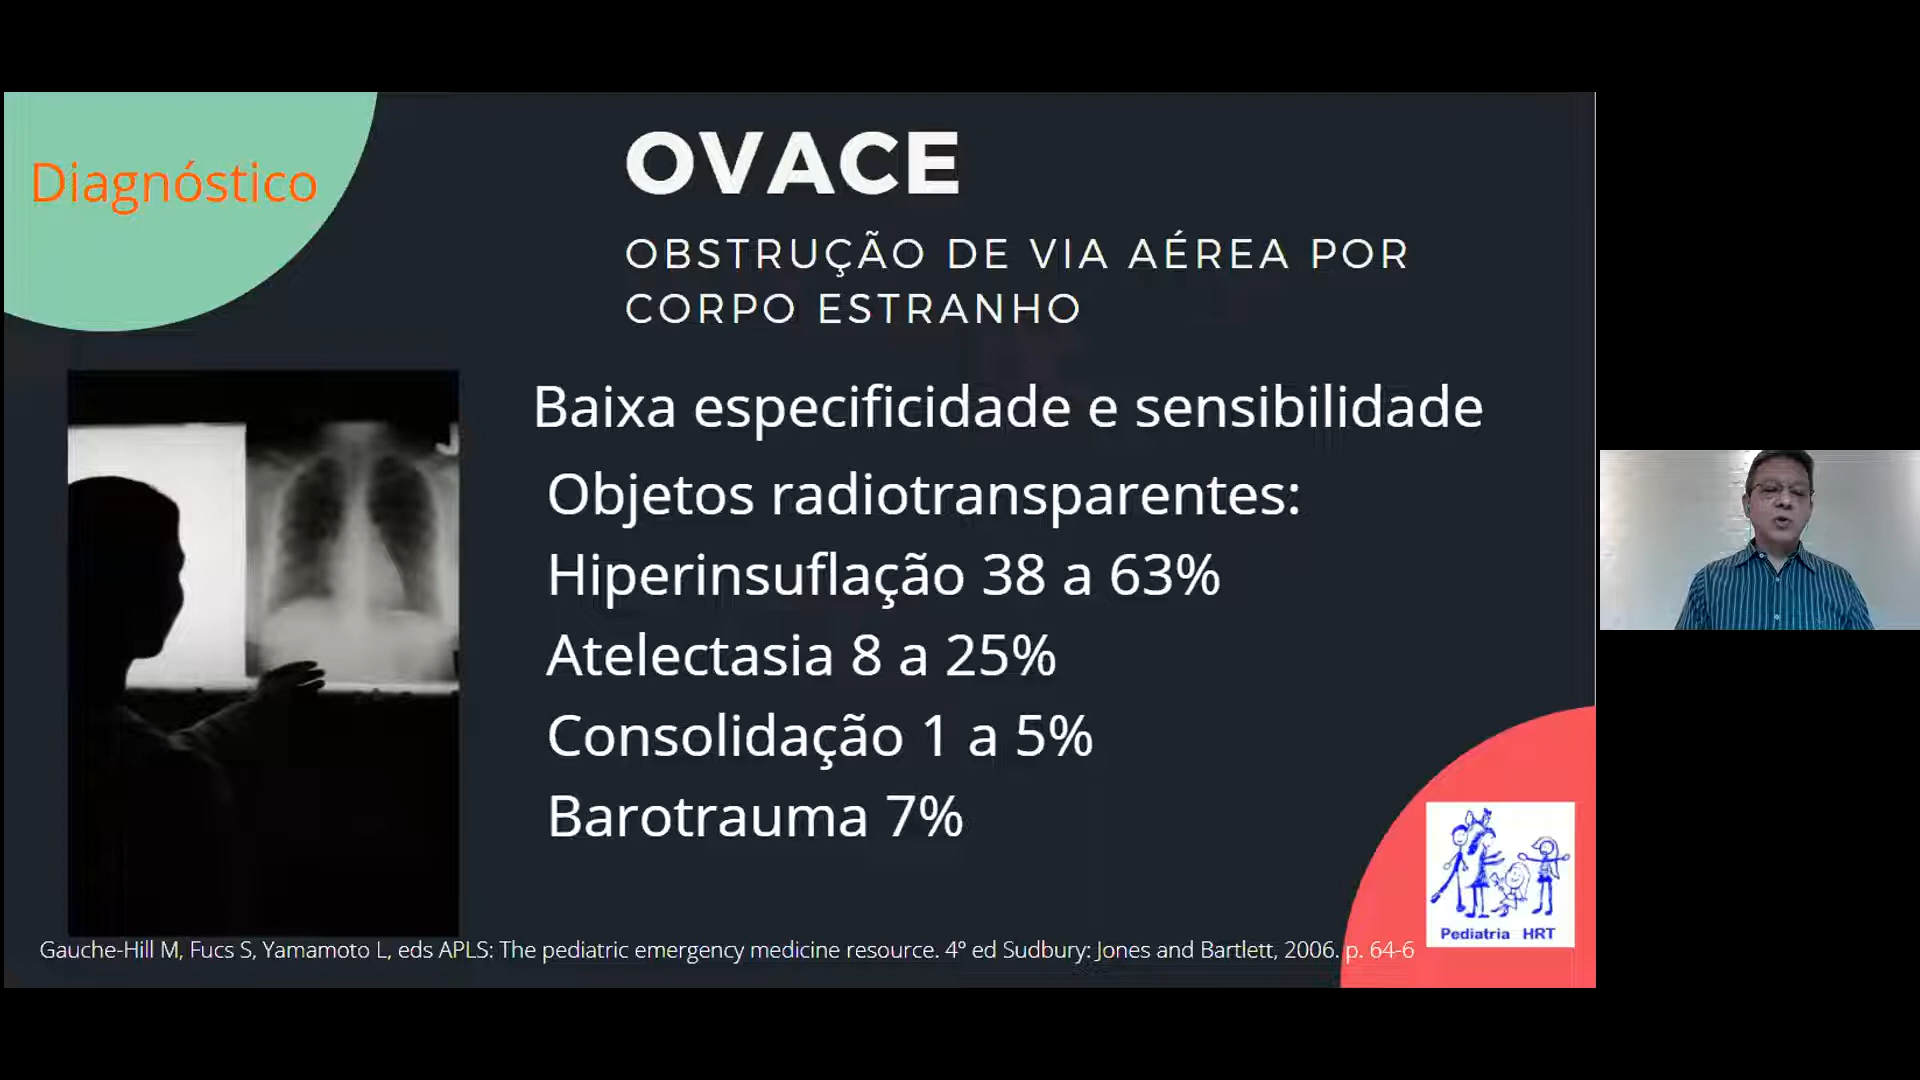 Diagnóstico
OVACE
OBSTRUÇÃO DE VIA AÉREA POR
CORPO ESTRANHO
Baixa especificidade e sensibilidade
Objetos radiotransparentes:
Hiperinsuflação 38 a 63%
Atelectasia 8 a 25%
Consolidação 1 a 5%
Barotrauma 7%
Pediatria HRT
Gauche-Hill M, Fucs S, Yamamoto L, eds APLS: The pediatric emergency medicine resource. 4º ed Sudbury: Jones and Bartlett, 2006. p. 64-6